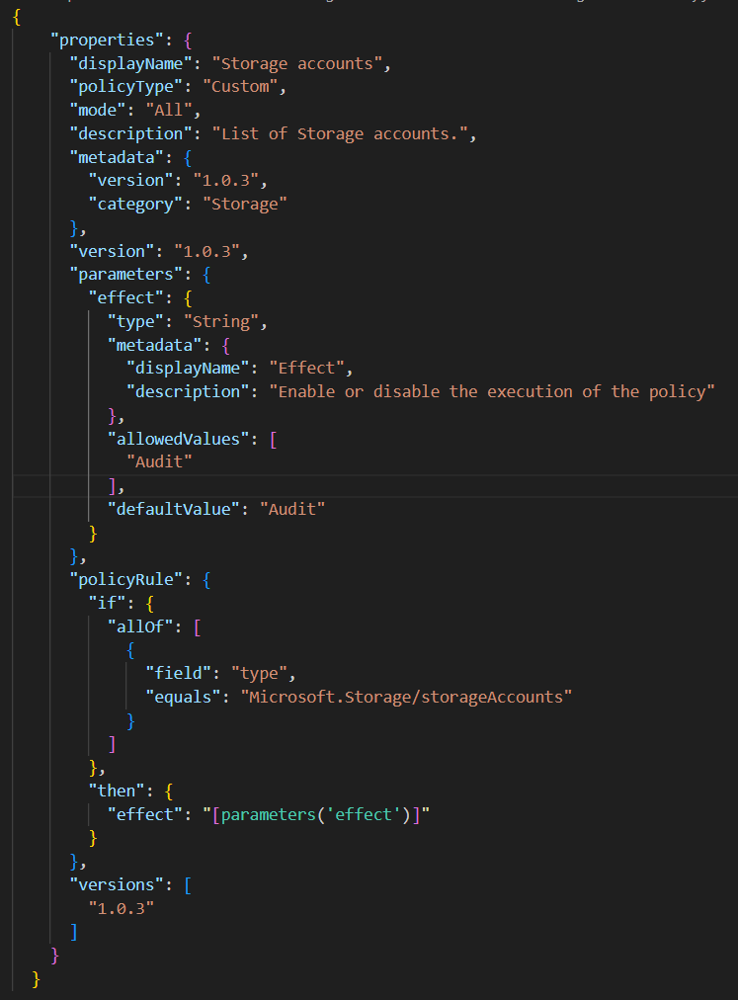 {
"properties": {
"displayName": "Storage accounts",
"policyType": "Custom",
"mode": "All",
"description": "List of Storage accounts.",
"metadata": {
"version": "1.0.3",
"category": "Storage"
},
"version": "1.0.3",
"parameters": {
"effect": {
"type": "String",
"metadata": {
"displayName": "Effect",
"description": "Enable or disable the execution of the policy"
},
"allowedValues": [
"Audit"
],
"defaultValue": "Audit"
}
},
"policyRule": {
"if": {
"allOf": [
{
"field": "type",
"equals": "Microsoft.Storage/storageAccounts"
}
]
},
"then": {
"effect": "[parameters('effect')]"
}
},
"versions": [
"1.0.3"
]
}
}